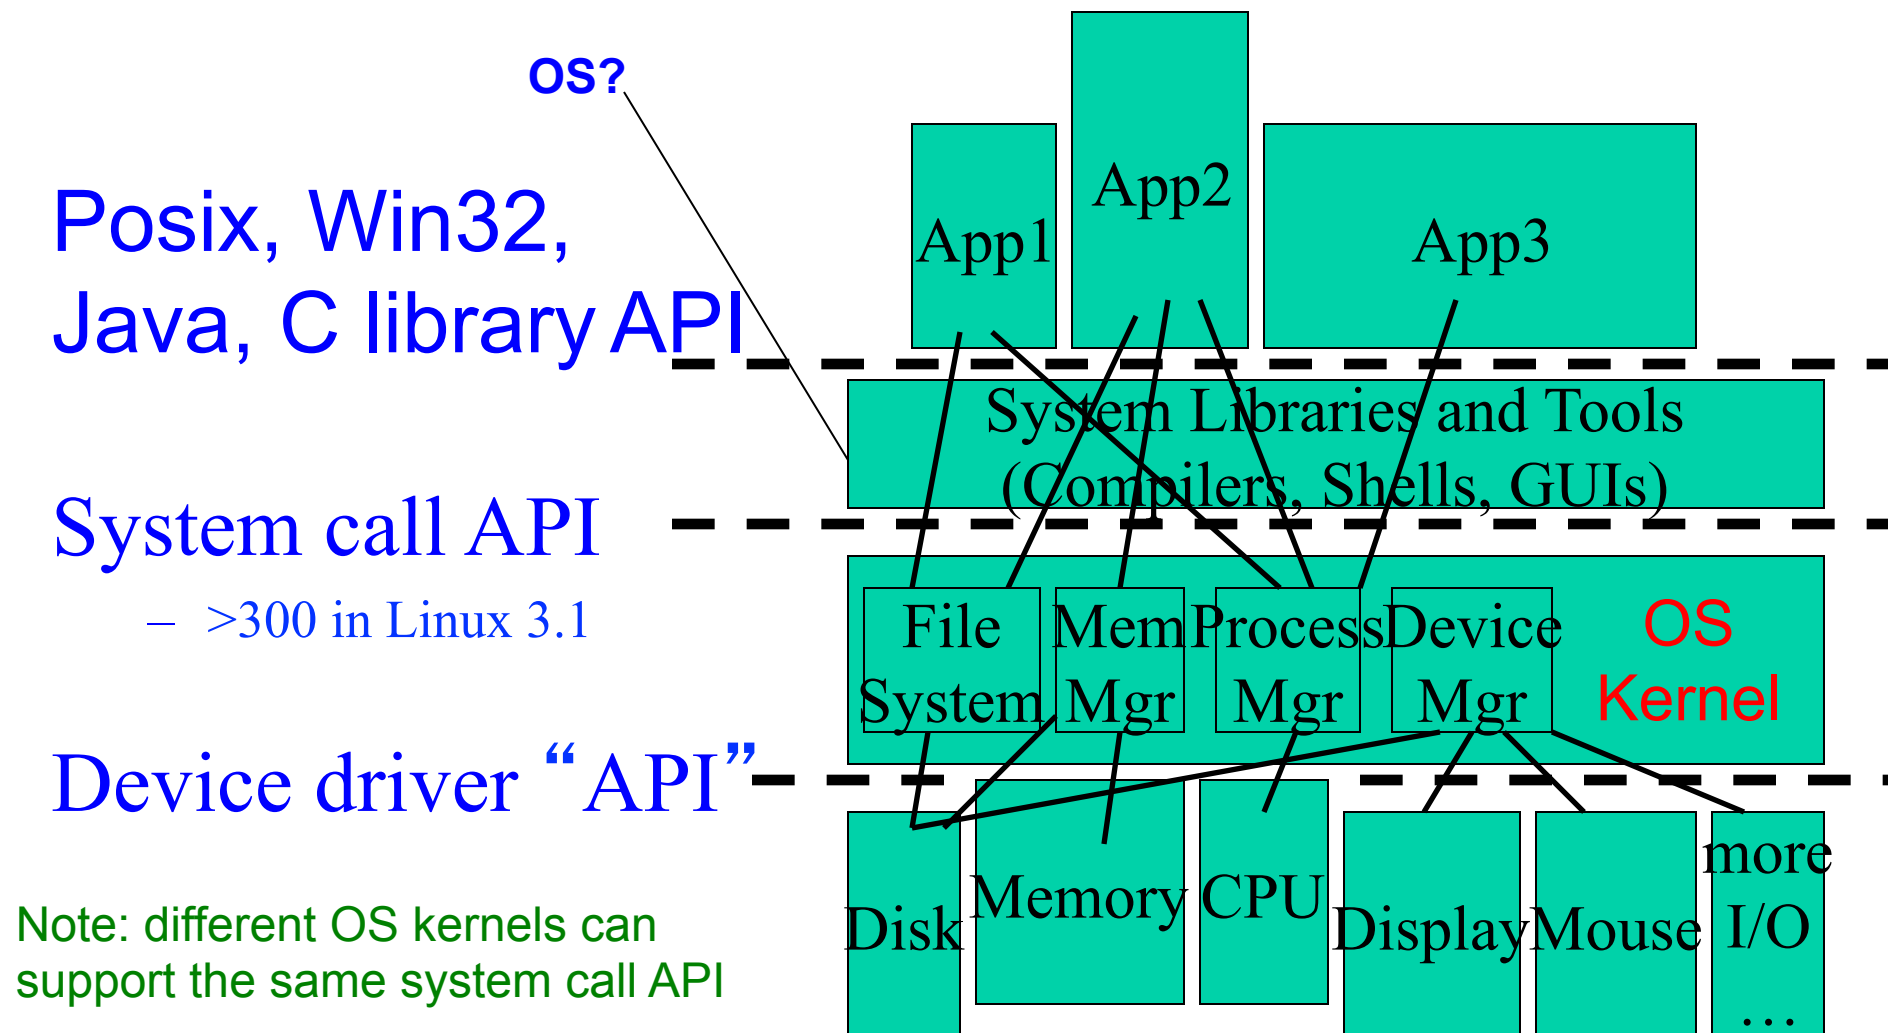 OS?
Posix, Win32,
Java, C library API
System call API
– >300 in Linux 3.1
Device driver “API”
Note: different OS kernels can
support the same system call API
App1
App2
App3
System Libraries and Tools
(Compilers, Shells, GUIs)
File
System
Mem
Mgr
Process
Mgr
Device
Mgr
OS
Kernel
Disk
Memory
CPU
Display
Mouse
more
I/O
…